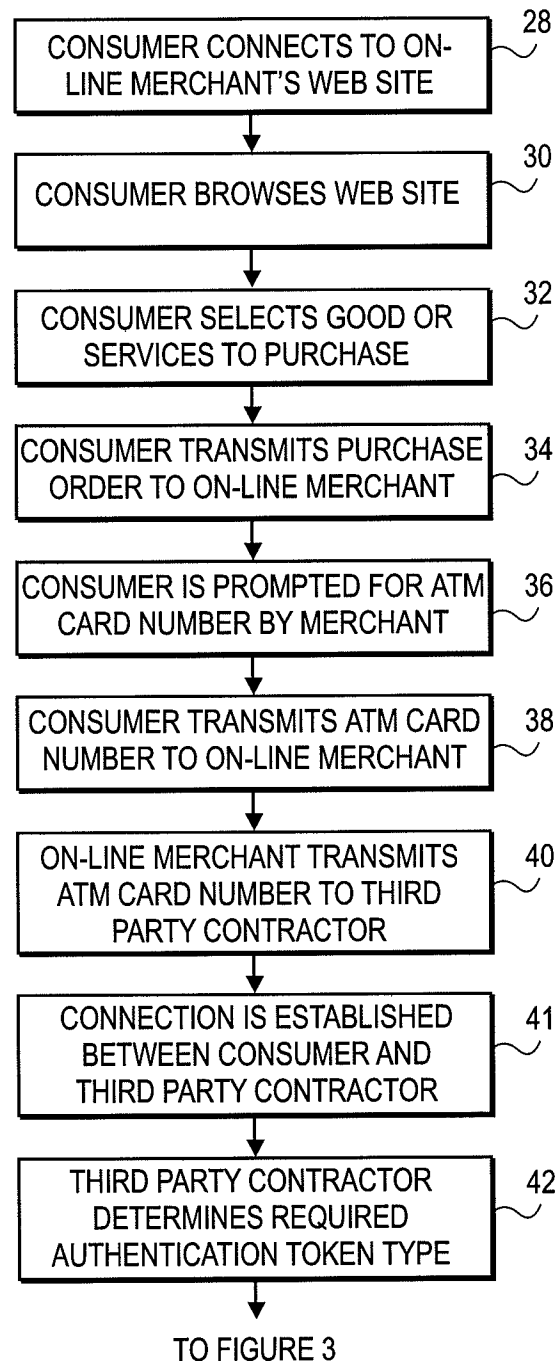 CONSUMER CONNECTS TO ON-
LINE MERCHANT'S WEB SITE
28
CONSUMER BROWSES WEB SITE
30
CONSUMER SELECTS GOOD OR
SERVICES TO PURCHASE
32
CONSUMER TRANSMITS PURCHASE
ORDER TO ON-LINE MERCHANT
34
CONSUMER IS PROMPTED FOR ATM
CARD NUMBER BY MERCHANT
36
CONSUMER TRANSMITS ATM CARD
NUMBER TO ON-LINE MERCHANT
38
ON-LINE MERCHANT TRANSMITS
ATM CARD NUMBER TO THIRD
PARTY CONTRACTOR
40
CONNECTION IS ESTABLISHED
BETWEEN CONSUMER AND
THIRD PARTY CONTRACTOR
41
THIRD PARTY CONTRACTOR
DETERMINES REQUIRED
AUTHENTICATION TOKEN TYPE
42
TO FIGURE 3